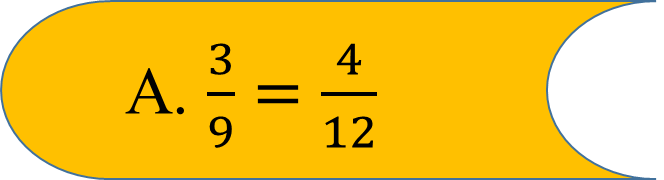 A. 3/9 = 4/12